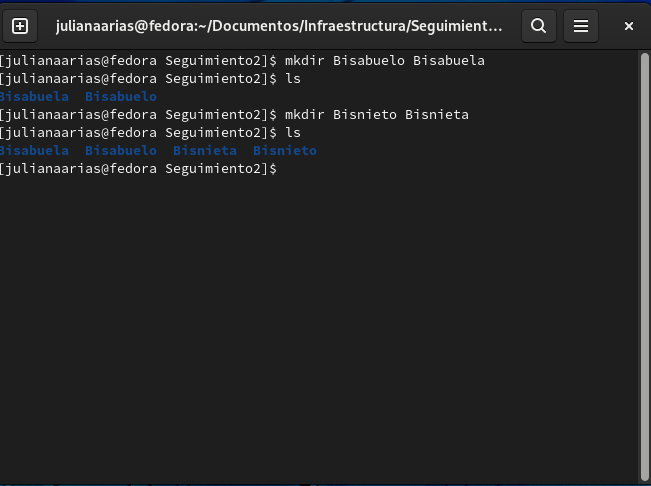 julianaarias@fedora:~/Documentos/Infraestructura/Seguimient...
[julianaarias@fedora Seguimiento2]$ mkdir Bisabuelo Bisabuela
[julianaarias@fedora Seguimiento2]$ ls
Bisabuela  Bisabuelo
[julianaarias@fedora Seguimiento2]$ mkdir Bisnieto Bisnieta
[julianaarias@fedora Seguimiento2]$ ls
Bisabuela  Bisabuelo  Bisnieta  Bisnieto
[julianaarias@fedora Seguimiento2]$